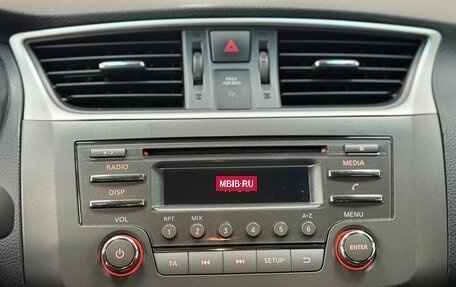 PASS
AIR BAG
RADIO
MEDIA
DISP
MBIB.RU
VOL
RPT MIX A-Z
MENU
1 2 3 4 5 6
ENTER
TA SETUP